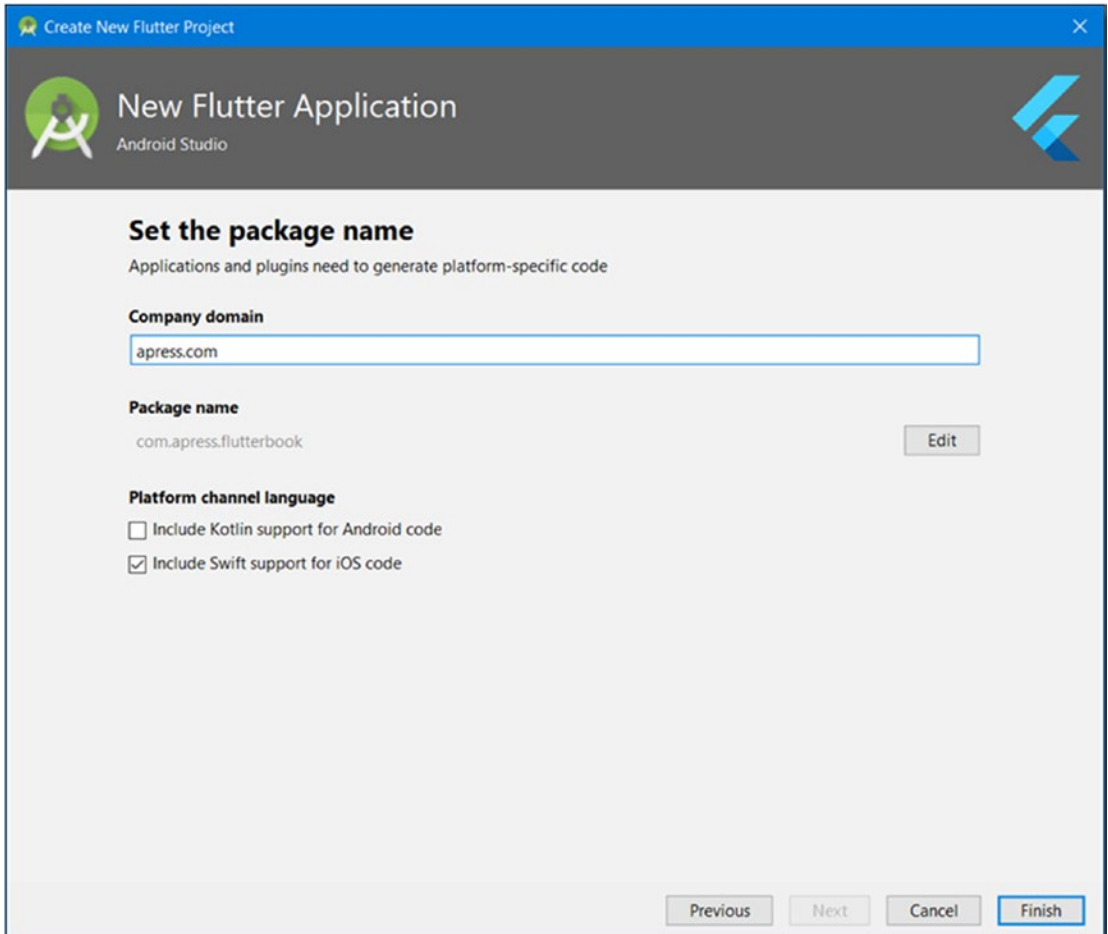 Create New Flutter Project
New Flutter Application
Android Studio
Set the package name
Applications and plugins need to generate platform-specific code
Company domain
apress.com
Package name
com.apress.flutterbook
Edit
Platform channel language
Include Kotlin support for Android code
Include Swift support for iOS code
Previous Next Cancel Finish